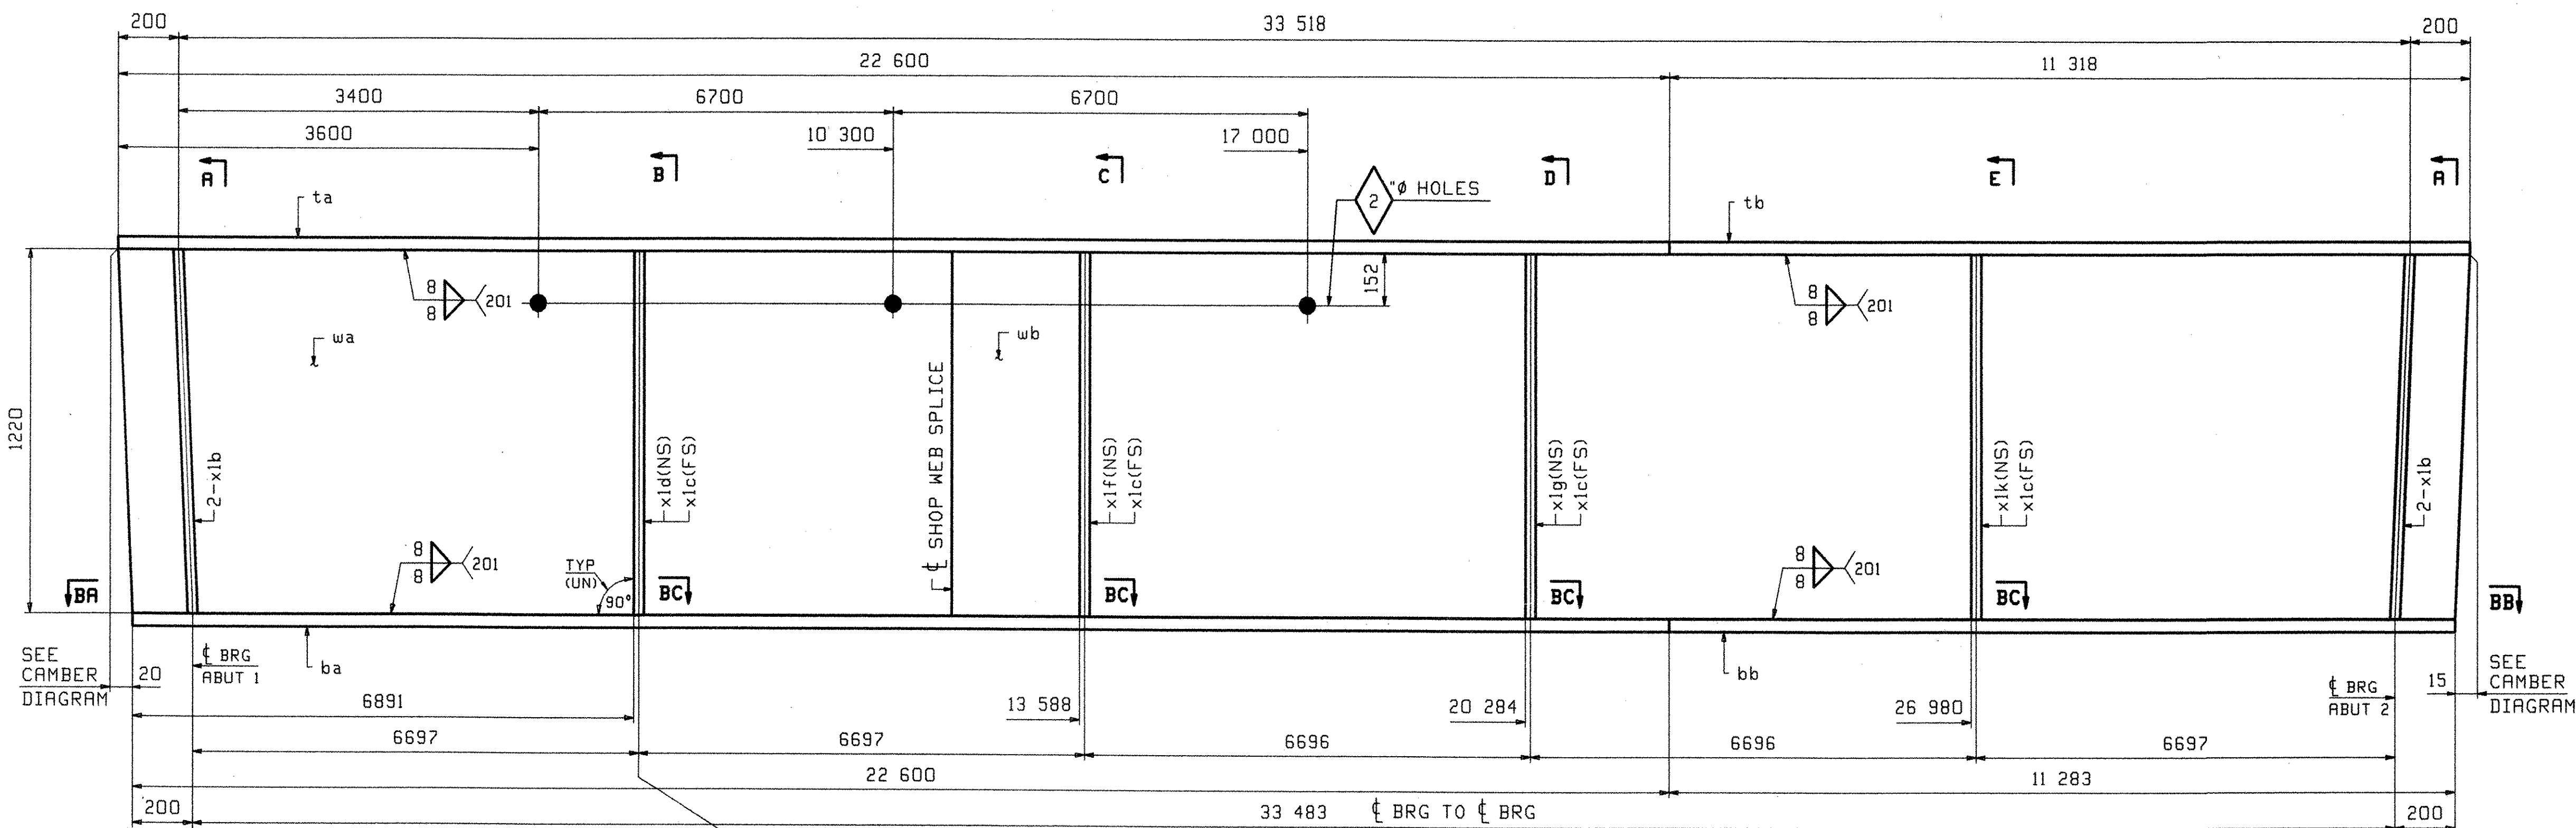 200
33 518
200
22 600
11 318
3400
6700
6700
3600
10 300
17 000
A
B
C
D
E
A
2 "Ø HOLES
ta
tb
152
8
8
201
8
8
201
wa
wb
1220
2-x1b
x1d(NS)
x1c(FS)
℄ SHOP WEB SPLICE
x1f(NS)
x1c(FS)
x1g(NS)
x1c(FS)
x1k(NS)
x1c(FS)
2-x1b
8
8
201
TYP
(UN)
90°
8
8
201
BA
BC
BC
BC
BC
BB
SEE
CAMBER
DIAGRAM
20
℄ BRG
ABUT 1
ba
bb
℄ BRG
ABUT 2
15
SEE
CAMBER
DIAGRAM
6891
13 588
20 284
26 980
6697
6697
6696
6696
6697
22 600
11 283
200
33 483 ℄ BRG TO ℄ BRG
200